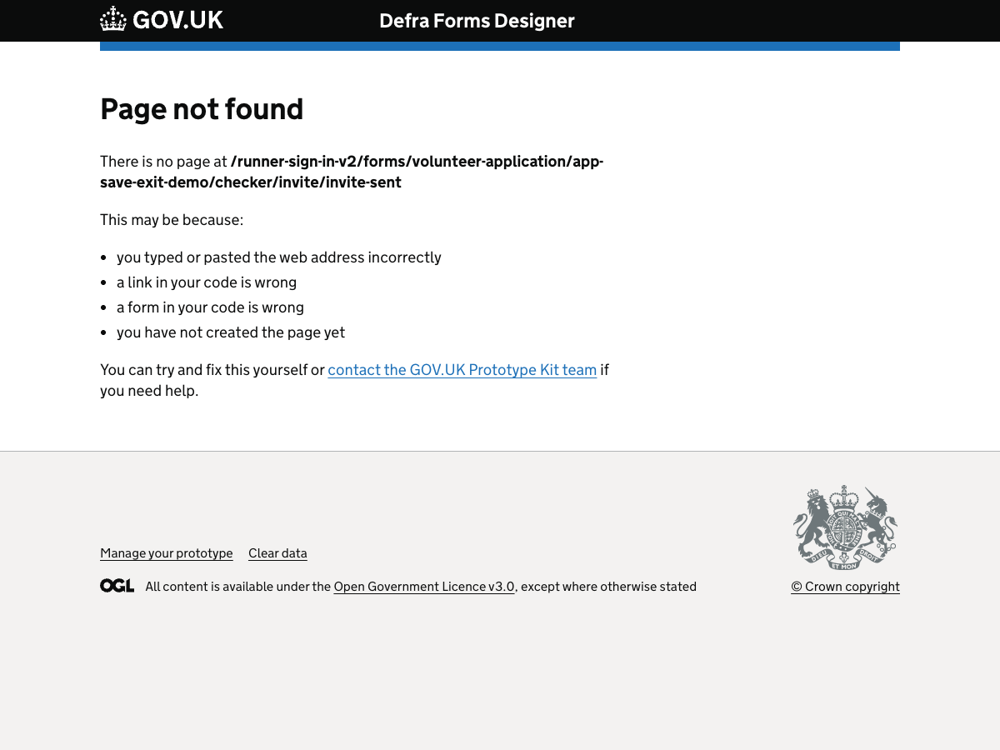 GOV.UK
Defra Forms Designer
Page not found
There is no page at /runner-sign-in-v2/forms/volunteer-application/app-
save-exit-demo/checker/invite/invite-sent
This may be because:
• you typed or pasted the web address incorrectly
• a link in your code is wrong
• a form in your code is wrong
• you have not created the page yet
You can try and fix this yourself or contact the GOV.UK Prototype Kit team if
you need help.
Manage your prototype Clear data
OGL All content is available under the Open Government Licence v3.0, except where otherwise stated
© Crown copyright
DIEU ET MON DROIT